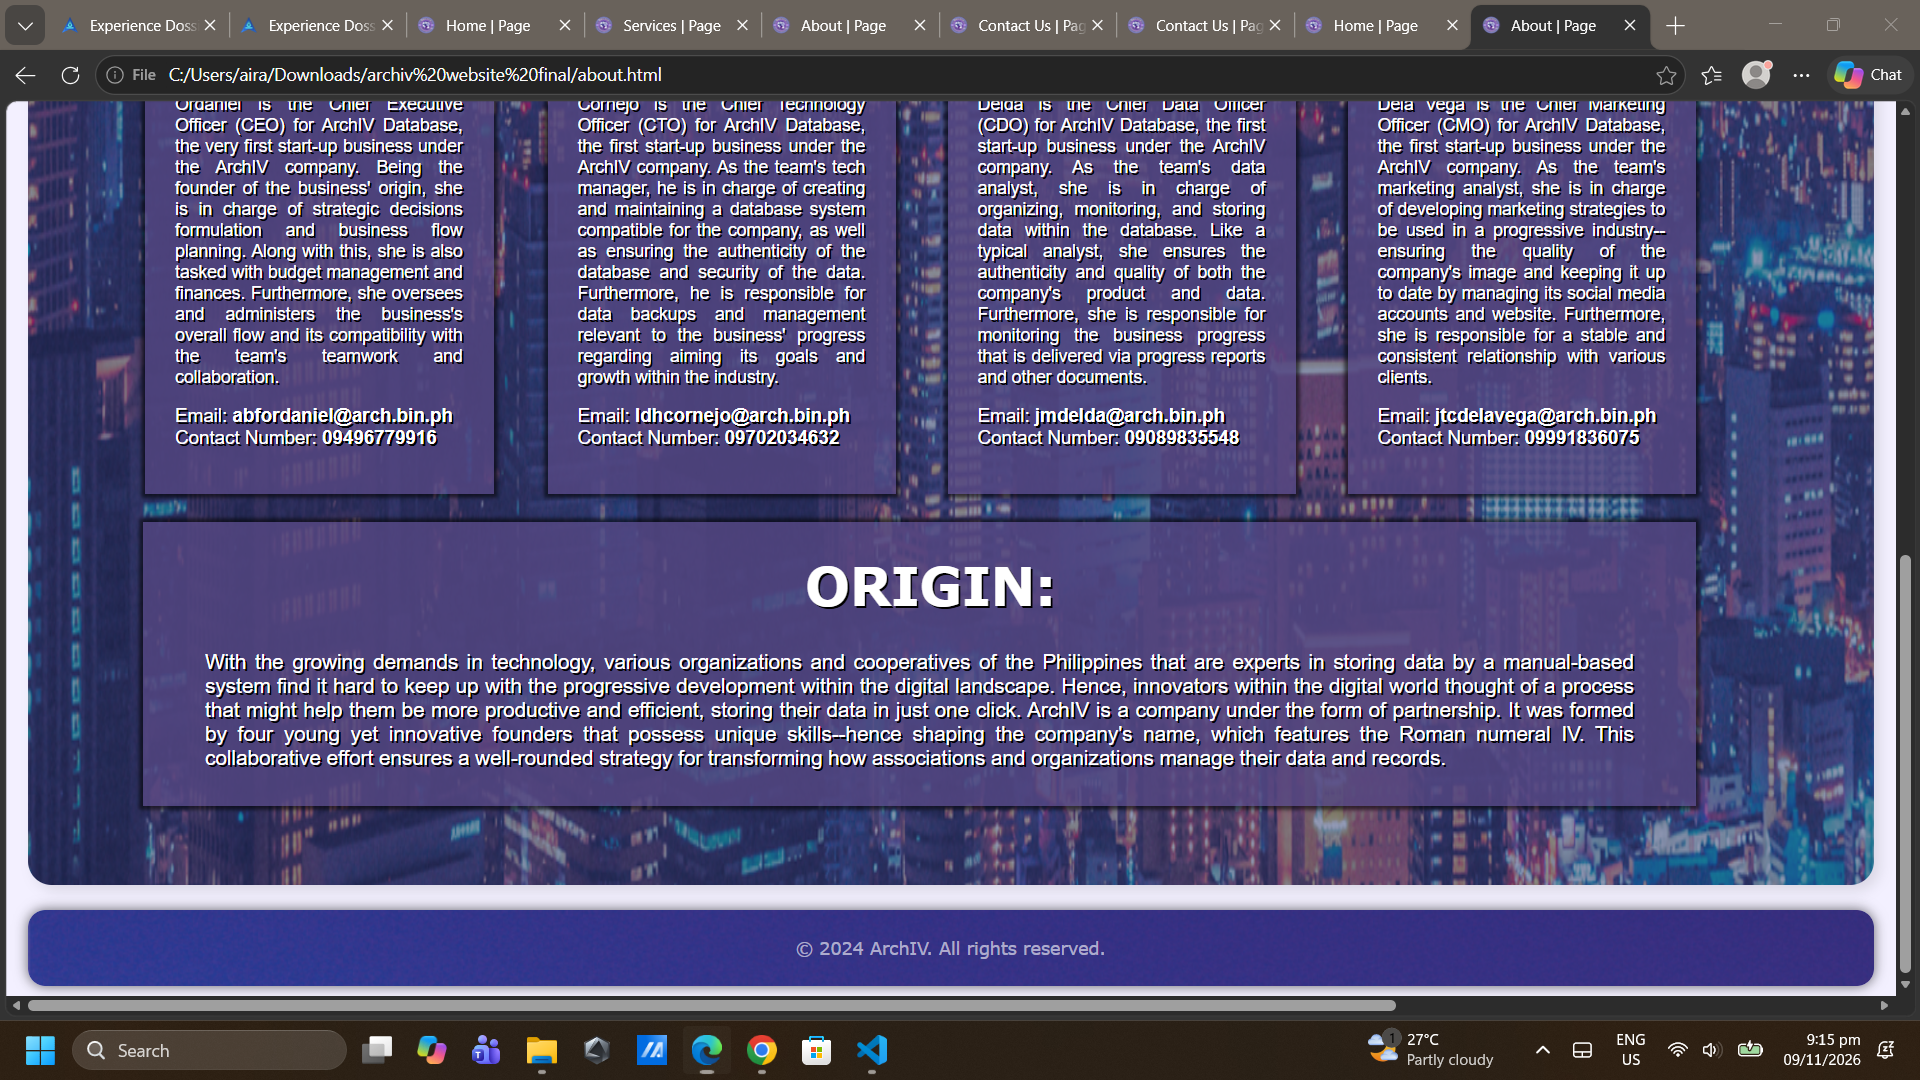 Experience Doss
Experience Doss
Home | Page
Services | Page
About | Page
Contact Us | Pag
Contact Us | Pag
Home | Page
About | Page
File C:/Users/aira/Downloads/archiv%20website%20final/about.html
Chat
Ordaniel is the Chief Executive
Officer (CEO) for ArchIV Database,
the very first start-up business under
the ArchIV company. Being the
founder of the business' origin, she
is in charge of strategic decisions
formulation and business flow
planning. Along with this, she is also
tasked with budget management and
finances. Furthermore, she oversees
and administers the business's
overall flow and its compatibility with
the team's teamwork and
collaboration.
Email: abfordaniel@arch.bin.ph
Contact Number: 09496779916
Cornejo is the Chief Technology
Officer (CTO) for ArchIV Database,
the first start-up business under the
ArchIV company. As the team's tech
manager, he is in charge of creating
and maintaining a database system
compatible for the company, as well
as ensuring the authenticity of the
database and security of the data.
Furthermore, he is responsible for
data backups and management
relevant to the business' progress
regarding aiming its goals and
growth within the industry.
Email: ldhcornejo@arch.bin.ph
Contact Number: 09702034632
Delda is the Chief Data Officer
(CDO) for ArchIV Database, the first
start-up business under the ArchIV
company. As the team's data
analyst, she is in charge of
organizing, monitoring, and storing
data within the database. Like a
typical analyst, she ensures the
authenticity and quality of both the
company's product and data.
Furthermore, she is responsible for
monitoring the business progress
that is delivered via progress reports
and other documents.
Email: jmdelda@arch.bin.ph
Contact Number: 09089835548
Dela Vega is the Chief Marketing
Officer (CMO) for ArchIV Database,
the first start-up business under the
ArchIV company. As the team's
marketing analyst, she is in charge
of developing marketing strategies to
be used in a progressive industry--
ensuring the quality of the
company's image and keeping it up
to date by managing its social media
accounts and website. Furthermore,
she is responsible for a stable and
consistent relationship with various
clients.
Email: jtcdelavega@arch.bin.ph
Contact Number: 09991836075
ORIGIN:
With the growing demands in technology, various organizations and cooperatives of the Philippines that are experts in storing data by a manual-based
system find it hard to keep up with the progressive development within the digital landscape. Hence, innovators within the digital world thought of a process
that might help them be more productive and efficient, storing their data in just one click. ArchIV is a company under the form of partnership. It was formed
by four young yet innovative founders that possess unique skills--hence shaping the company's name, which features the Roman numeral IV. This
collaborative effort ensures a well-rounded strategy for transforming how associations and organizations manage their data and records.
© 2024 ArchIV. All rights reserved.
Search
1
27°C
Partly cloudy
ENG
US
9:15 pm
09/11/2026